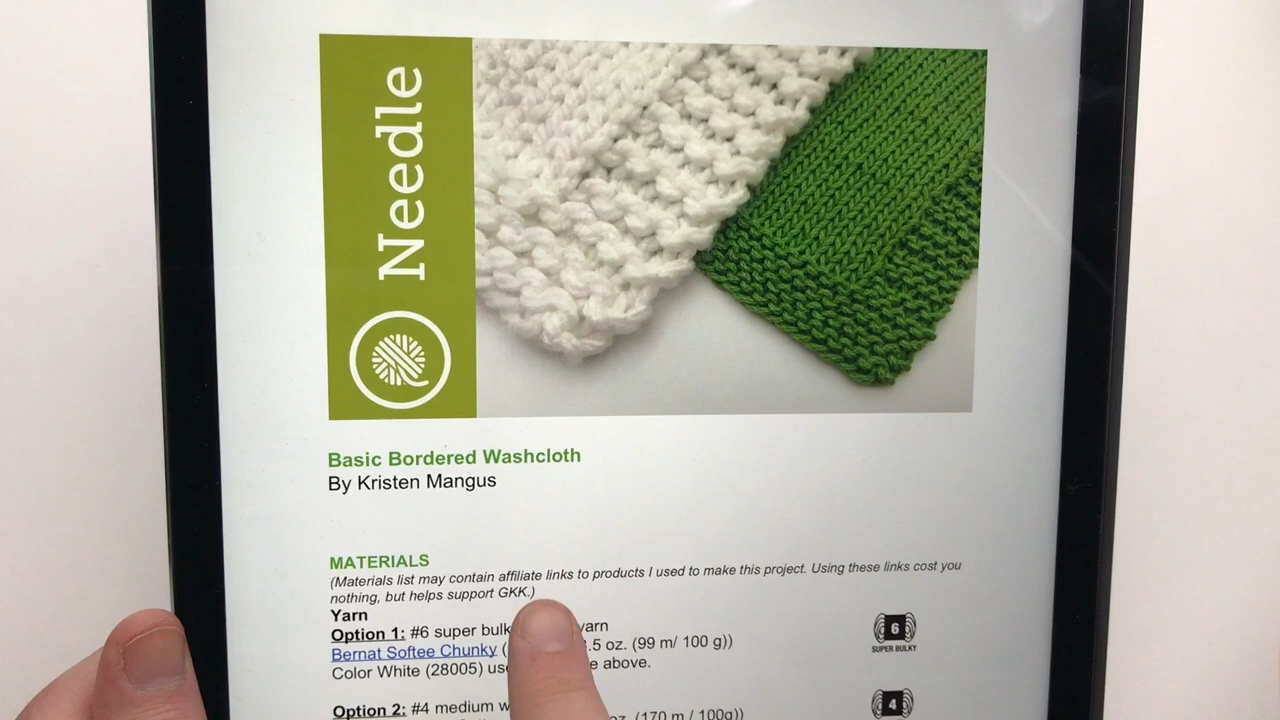 Needle
Basic Bordered Washcloth
By Kristen Mangus
MATERIALS
(Materials list may contain affiliate links to products I used to make this project. Using these links cost you
nothing, but helps support GKK.)
Yarn
Option 1: #6 super bulk yarn
Bernat Softee Chunky ( .5 oz. (99 m/ 100 g))
Color White (28005) us e above.
6
SUPER BULKY
Option 2: #4 medium w
oz. (170 m / 100g))
4